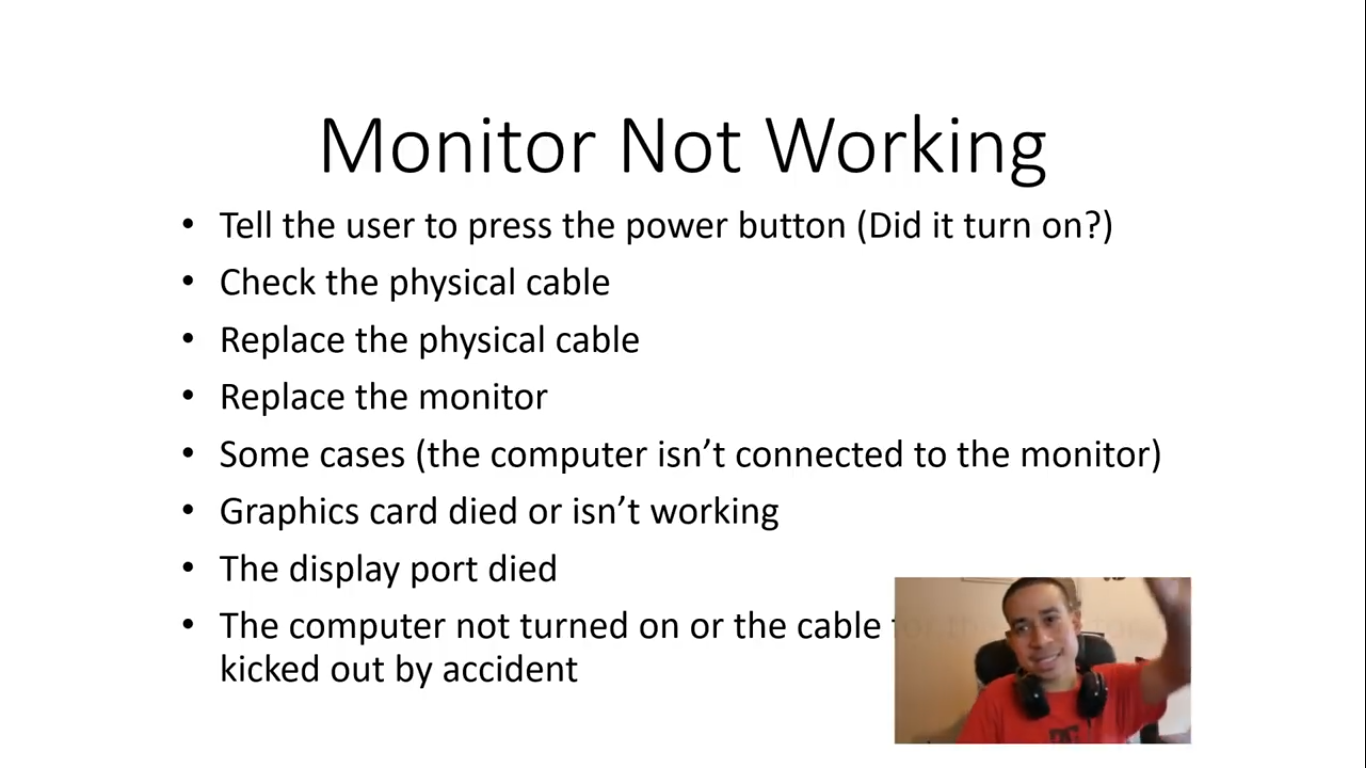 Monitor Not Working
• Tell the user to press the power button (Did it turn on?)
• Check the physical cable
• Replace the physical cable
• Replace the monitor
• Some cases (the computer isn’t connected to the monitor)
• Graphics card died or isn’t working
• The display port died
• The computer not turned on or the cable
kicked out by accident